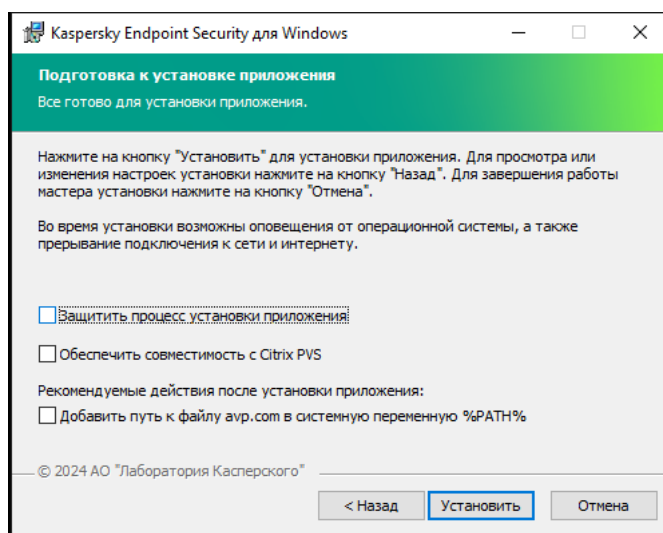 Kaspersky Endpoint Security для Windows
Подготовка к установке приложения
Все готово для установки приложения.
Нажмите на кнопку "Установить" для установки приложения. Для просмотра или
изменения настроек установки нажмите на кнопку "Назад". Для завершения работы
мастера установки нажмите на кнопку "Отмена".
Во время установки возможны оповещения от операционной системы, а также
прерывание подключения к сети и интернету.
Защитить процесс установки приложения
Обеспечить совместимость с Citrix PVS
Рекомендуемые действия после установки приложения:
Добавить путь к файлу avp.com в системную переменную %PATH%
© 2024 АО "Лаборатория Касперского"
< Назад
Установить
Отмена